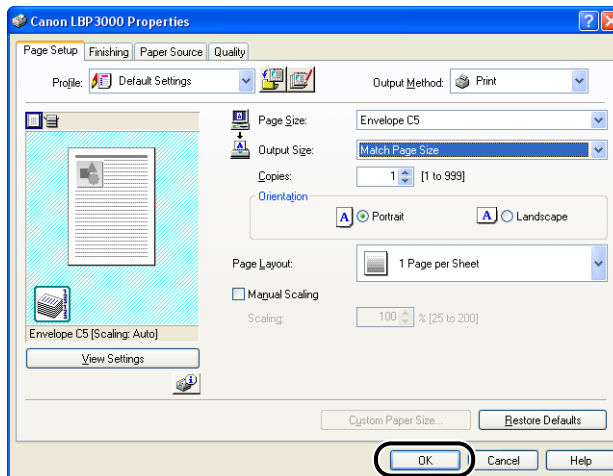 Canon LBP3000 Properties
Page Setup Finishing Paper Source Quality
Profile: Default Settings Output Method: Print
Page Size: Envelope C5
Output Size: Match Page Size
Copies: 1 [1 to 999]
Orientation
A Portrait A Landscape
Page Layout: 1 Page per Sheet
Manual Scaling
Scaling: 100 % [25 to 200]
Envelope C5 [Scaling: Auto]
View Settings
Custom Paper Size... Restore Defaults
OK Cancel Help